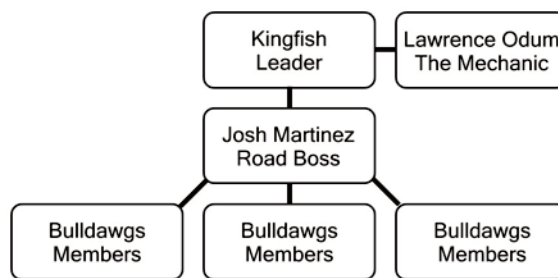 Kingfish
Leader
Lawrence Odum
The Mechanic
Josh Martinez
Road Boss
Bulldawgs
Members
Bulldawgs
Members
Bulldawgs
Members